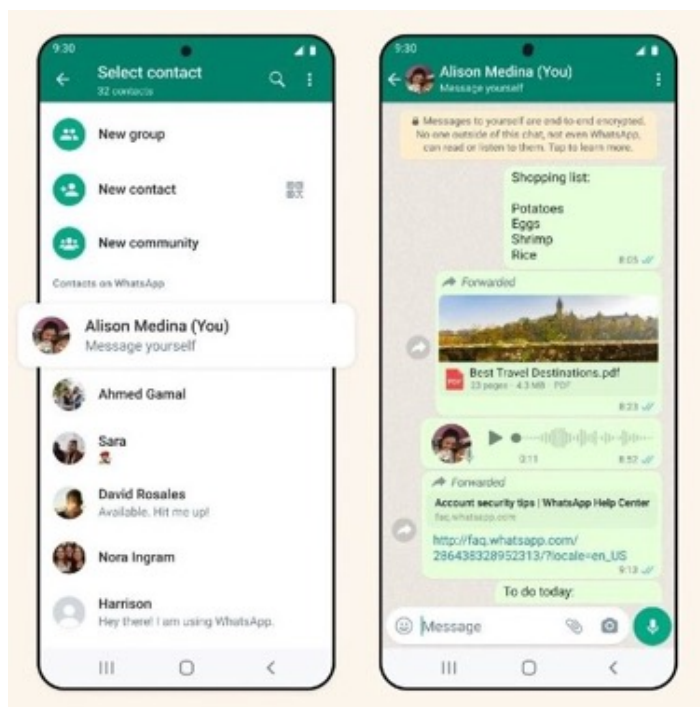 9:30
Select contact
32 contacts
New group
New contact
New community
Contacts on WhatsApp
Alison Medina (You)
Message yourself
Ahmed Gamal
Sara
David Rosales
Available. Hit me up!
Nora Ingram
Harrison
Hey there! I am using WhatsApp.
9:30
Alison Medina (You)
Message yourself
Messages to yourself are end-to-end encrypted.
No one outside of this chat, not even WhatsApp,
can read or listen to them. Tap to learn more.
Shopping list:
Potatoes
Eggs
Shrimp
Rice
8:05
Forwarded
Best Travel Destinations.pdf
PDF
23 pages · 4.3 MB · PDF
8:23
0:11
8:52
Forwarded
Account security tips | WhatsApp Help Center
faq.whatsapp.com
http://faq.whatsapp.com/
286438328952313/?locale=en_US
9:13
To do today:
Message